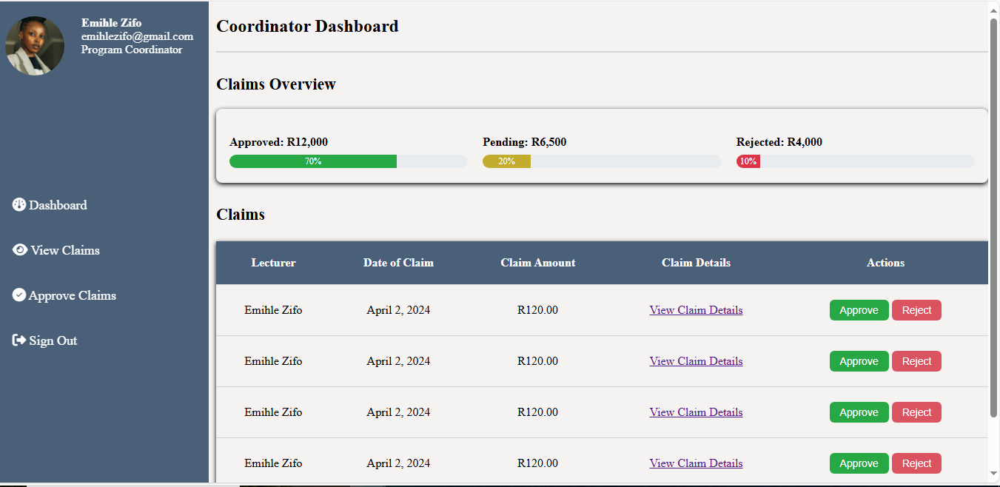 Emihle Zifo
emihlezifo@gmail.com
Program Coordinator
Dashboard
View Claims
Approve Claims
Sign Out
Coordinator Dashboard
Claims Overview
Approved: R12,000 Pending: R6,500 Rejected: R4,000
70% 20% 10%
Claims
Lecturer Date of Claim Claim Amount Claim Details Actions
Emihle Zifo April 2, 2024 R120.00 View Claim Details Approve Reject
Emihle Zifo April 2, 2024 R120.00 View Claim Details Approve Reject
Emihle Zifo April 2, 2024 R120.00 View Claim Details Approve Reject
Emihle Zifo April 2, 2024 R120.00 View Claim Details Approve Reject